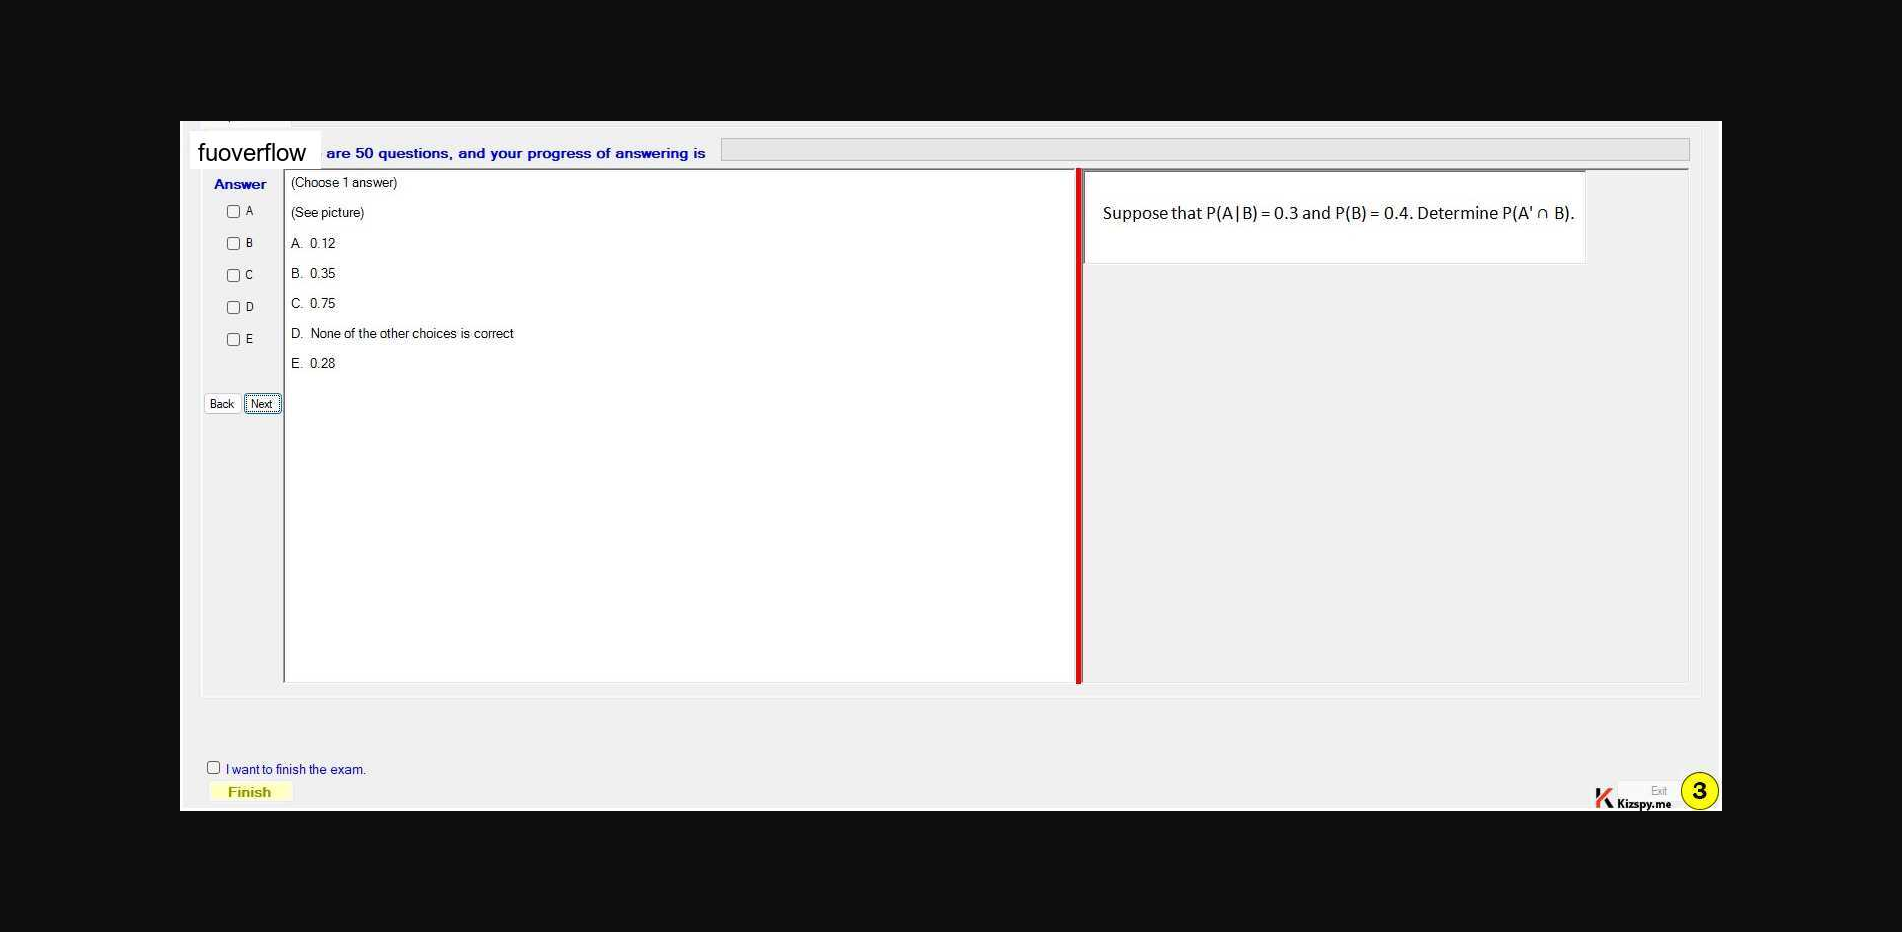 fuoverflow are 50 questions, and your progress of answering is
Answer
A
B
C
D
E
Back Next
(Choose 1 answer)
(See picture)
A. 0.12
B. 0.35
C. 0.75
D. None of the other choices is correct
E. 0.28
Suppose that P(A|B) = 0.3 and P(B) = 0.4. Determine P(A' ∩ B).
I want to finish the exam.
Finish
Exit
Kizspy.me
3